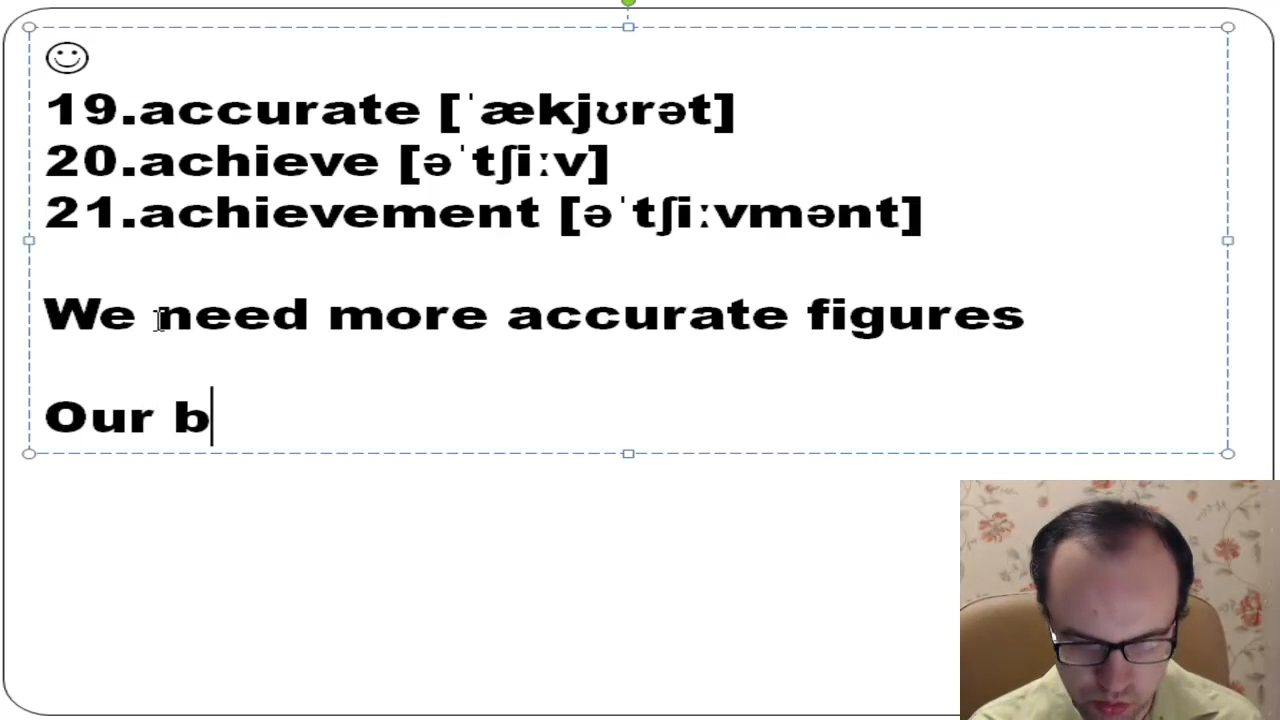 19.accurate [ˈækjʊrət]
20.achieve [əˈtʃiːv]
21.achievement [əˈtʃiːvmənt]
We need more accurate figures
Our b